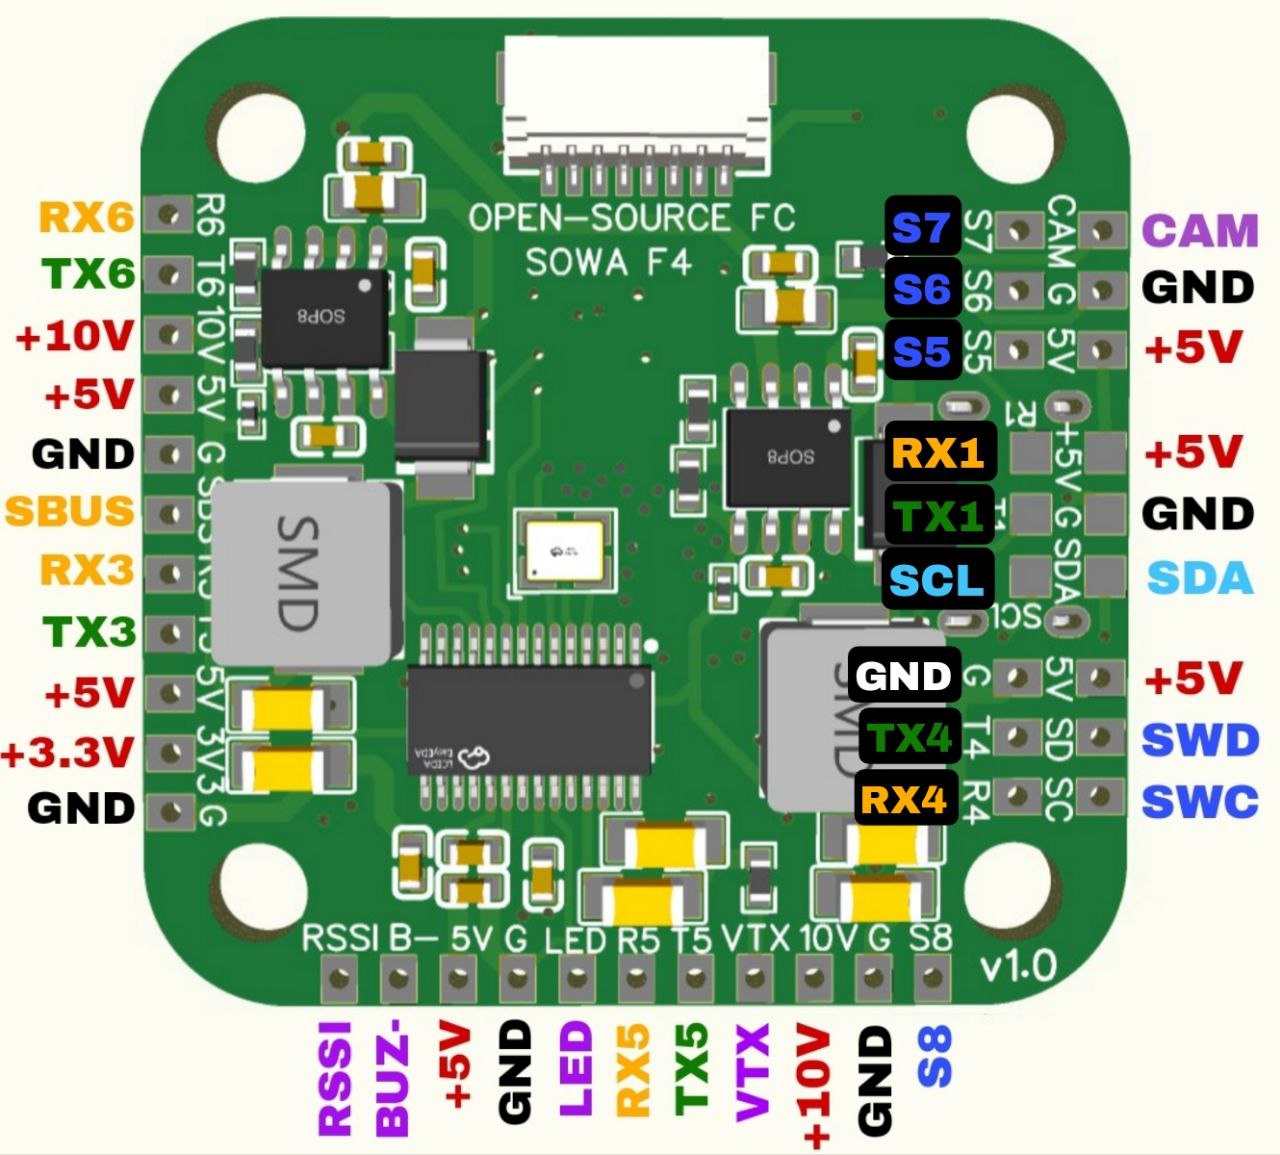 OPEN-SOURCE FC
SOWA F4
RX6
R6
TX6
T6
+10V
10V
+5V
5V
GND
G
SBUS
SBS
RX3
R3
TX3
T3
+5V
5V
+3.3V
3V3
GND
G
SOP8
SMD
SOP8
SMD
LCEDA
EasyEDA
S7 S7 CAM CAM
S6 S6 G GND
S5 S5 5V +5V
R1
RX1 +5V +5V
TX1 T1 G GND
SCL SDA SDA
SCL
GND G 5V +5V
TX4 T4 SD SWD
RX4 R4 SC SWC
RSSI B- 5V G LED R5 T5 VTX 10V G S8
v1.0
RSSI
BUZ-
+5V
GND
LED
RX5
TX5
VTX
+10V
GND
S8